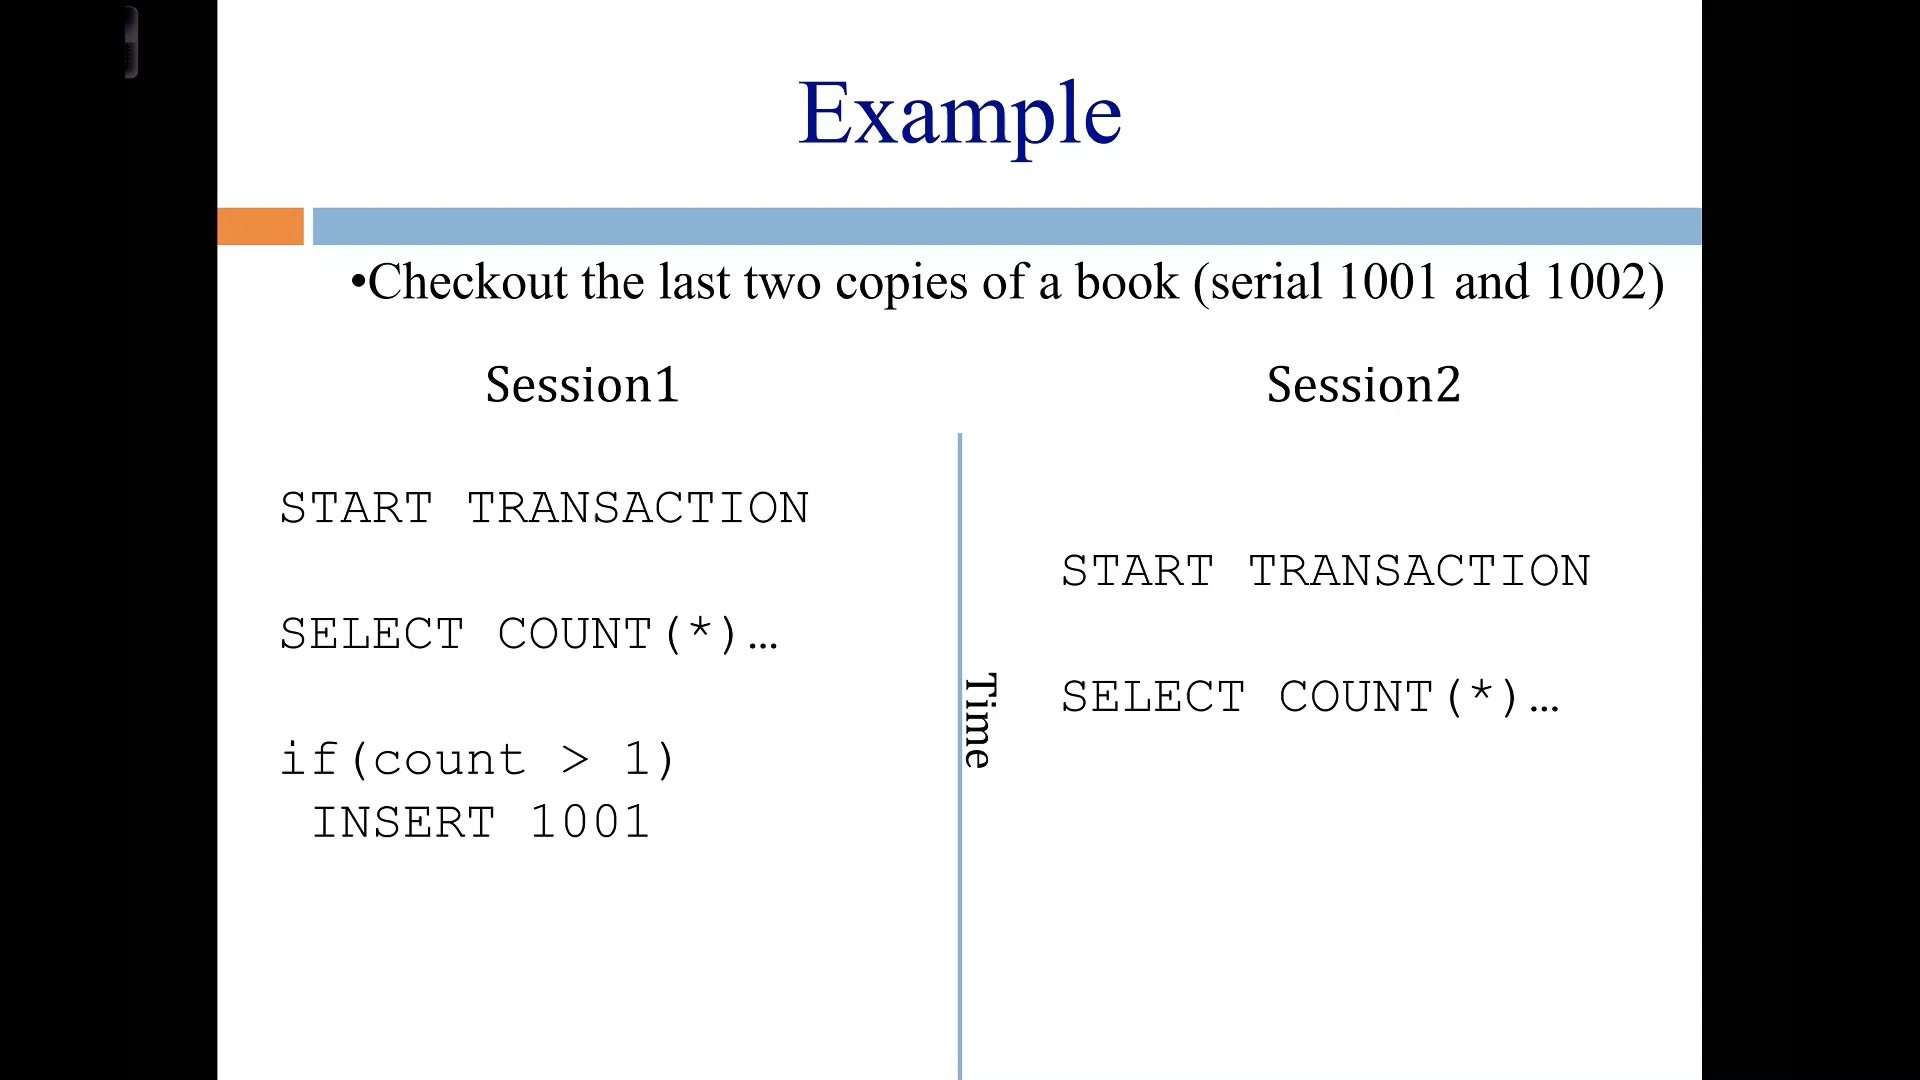 Example
•Checkout the last two copies of a book (serial 1001 and 1002)
Session1
START TRANSACTION
SELECT COUNT(*)…
if(count > 1)
INSERT 1001
Time
Session2
START TRANSACTION
SELECT COUNT(*)…